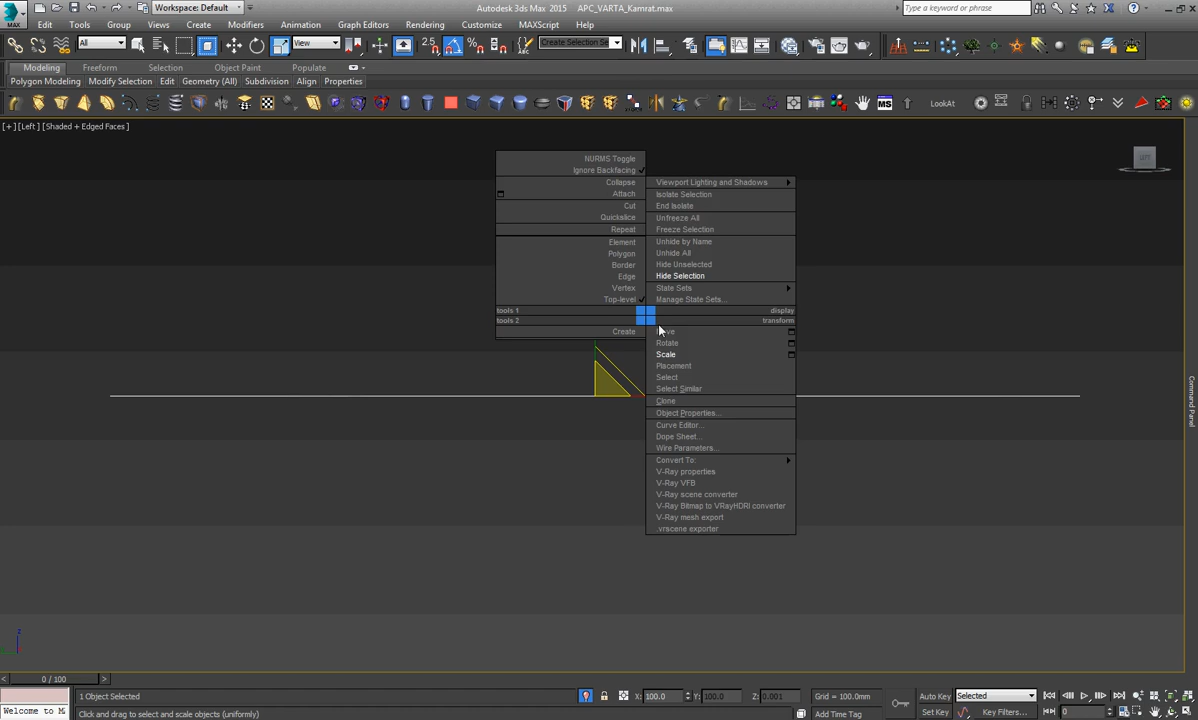 Workspace: Default
Autodesk 3ds Max 2015 APC_VARTA_Kamrat.max
Type a keyword or phrase
MAX
Edit Tools Group Views Create Modifiers Animation Graph Editors Rendering Customize MAXScript Help
All
View
2.5
Create Selection Se
Modeling Freeform Selection Object Paint Populate
Polygon Modeling Modify Selection Edit Geometry (All) Subdivision Align Properties
MS
LookAt
[+] [Left] [Shaded + Edged Faces]
LEFT
NURMS Toggle
Ignore Backfacing
Collapse
Attach
Cut
Quickslice
Repeat
Element
Polygon
Border
Edge
Vertex
Top-level
tools 1
tools 2
Create
Viewport Lighting and Shadows
Isolate Selection
End Isolate
Unfreeze All
Freeze Selection
Unhide by Name
Unhide All
Hide Unselected
Hide Selection
State Sets
Manage State Sets...
display
transform
Move
Rotate
Scale
Placement
Select
Select Similar
Clone
Object Properties...
Curve Editor...
Dope Sheet...
Wire Parameters...
Convert To:
V-Ray properties
V-Ray VFB
V-Ray scene converter
V-Ray Bitmap to VRayHDRI converter
V-Ray mesh export
.vrscene exporter
Command Panel
z
0 / 100
1 Object Selected
X: 100.0 Y: 100.0 Z: 0.001
Grid = 100.0mm
Auto Key Selected
Welcome to M
Click and drag to select and scale objects (uniformly)
Add Time Tag
Set Key Key Filters...
0